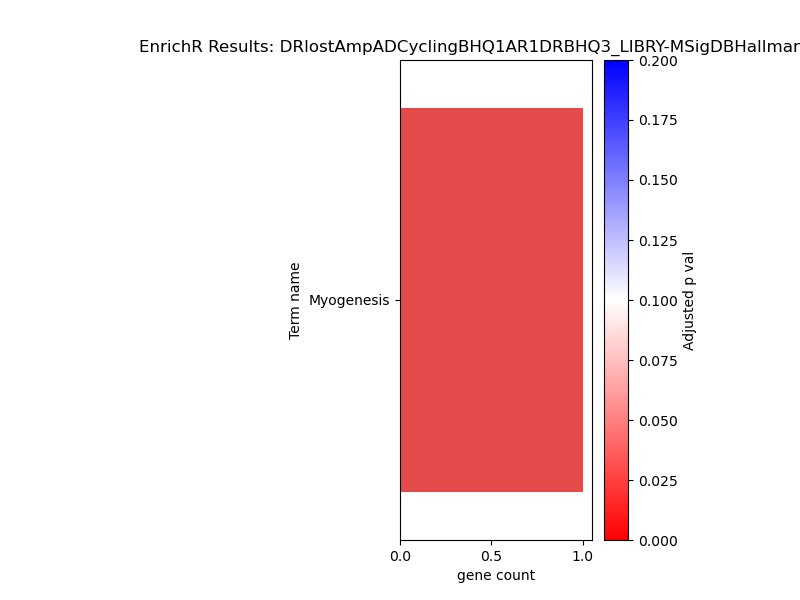 EnrichR Results: DRlostAmpADCyclingBHQ1AR1DRBHQ3_LIBRY-MSigDBHallmar
0.200
0.175
0.150
0.125
0.100
0.075
0.050
0.025
0.000
Adjusted p val
Term name
Myogenesis
0.0
0.5
1.0
gene count